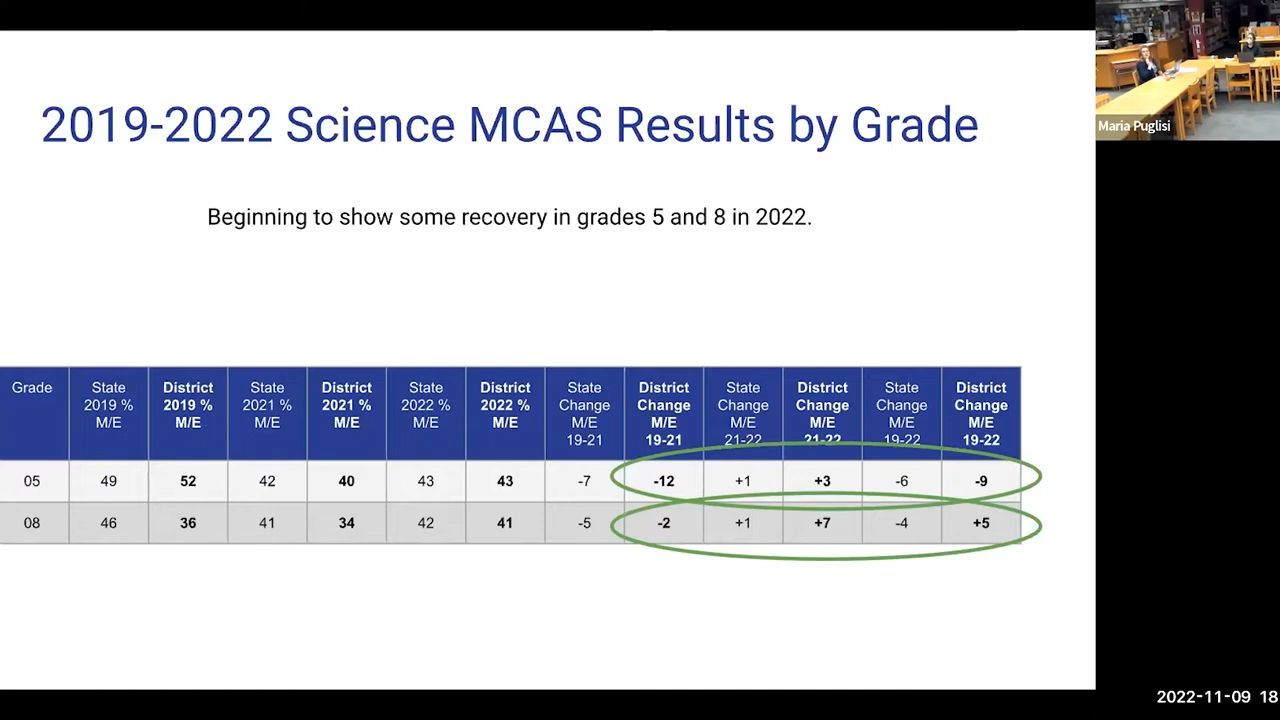 2019-2022 Science MCAS Results by Grade
Maria Puglisi
Beginning to show some recovery in grades 5 and 8 in 2022.
Grade State 2019 % M/E District 2019 % M/E State 2021 % M/E District 2021 % M/E State 2022 % M/E District 2022 % M/E State Change M/E 19-21 District Change M/E 19-21 State Change M/E 21-22 District Change M/E 21-22 State Change M/E 19-22 District Change M/E 19-22
05 49 52 42 40 43 43 -7 -12 +1 +3 -6 -9
08 46 36 41 34 42 41 -5 -2 +1 +7 -4 +5
2022-11-09 18